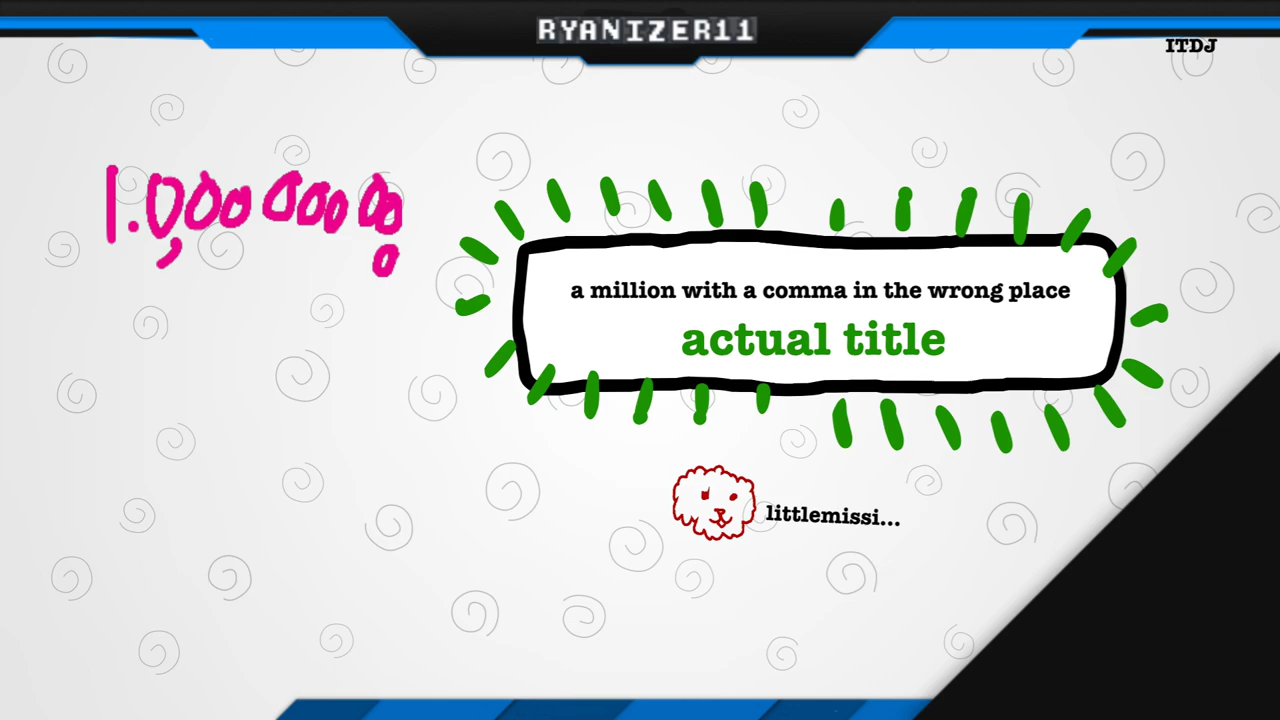 RYANIZER11
ITDJ
a million with a comma in the wrong place
actual title
littlemissi...